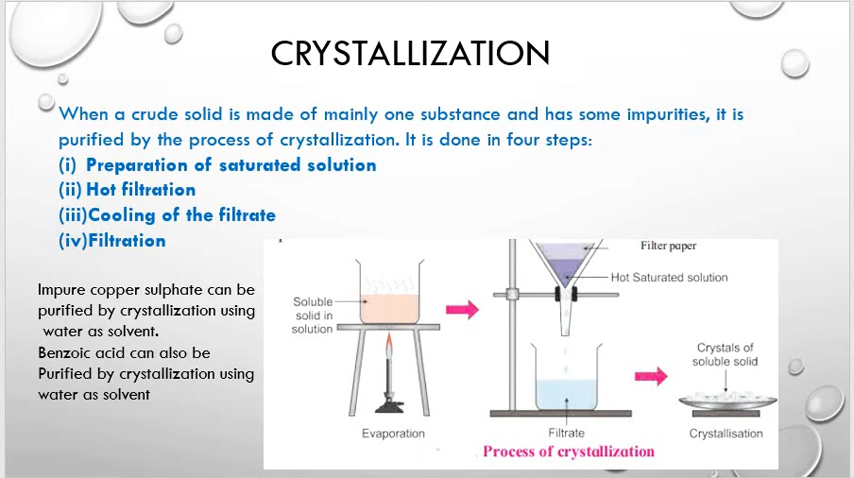 CRYSTALLIZATION
When a crude solid is made of mainly one substance and has some impurities, it is
purified by the process of crystallization. It is done in four steps:
(i) Preparation of saturated solution
(ii) Hot filtration
(iii)Cooling of the filtrate
(iv)Filtration
Impure copper sulphate can be
purified by crystallization using
water as solvent.
Benzoic acid can also be
Purified by crystallization using
water as solvent
Soluble
solid in
solution
Evaporation
Filter paper
Hot Saturated solution
Filtrate
Crystals of
soluble solid
Crystallisation
Process of crystallization